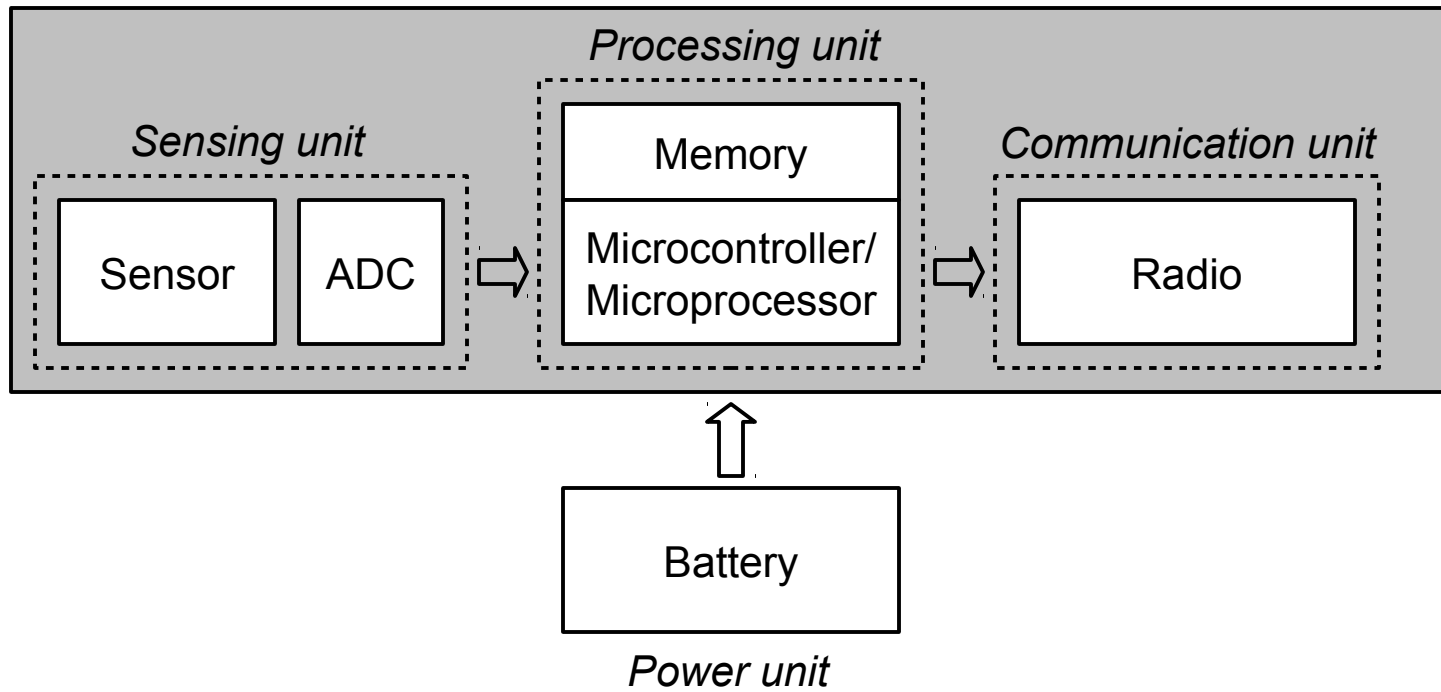 Processing unit
Sensing unit
Communication unit
Memory
Sensor
ADC
Microcontroller/
Microprocessor
Radio
Battery
Power unit